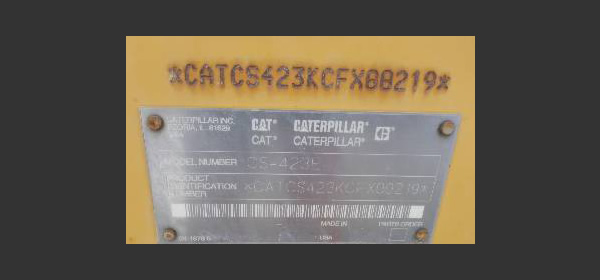 *CATCS423KCFX00219*
CATERPILLAR INC.
PEORIA, IL 61629
USA
CAT® CATERPILLAR®
CAT® CATERPILLAR®
MODEL NUMBER CS-423E
PRODUCT
IDENTIFICATION *CATCS423KCFX00219*
NUMBER
MADE IN
USA